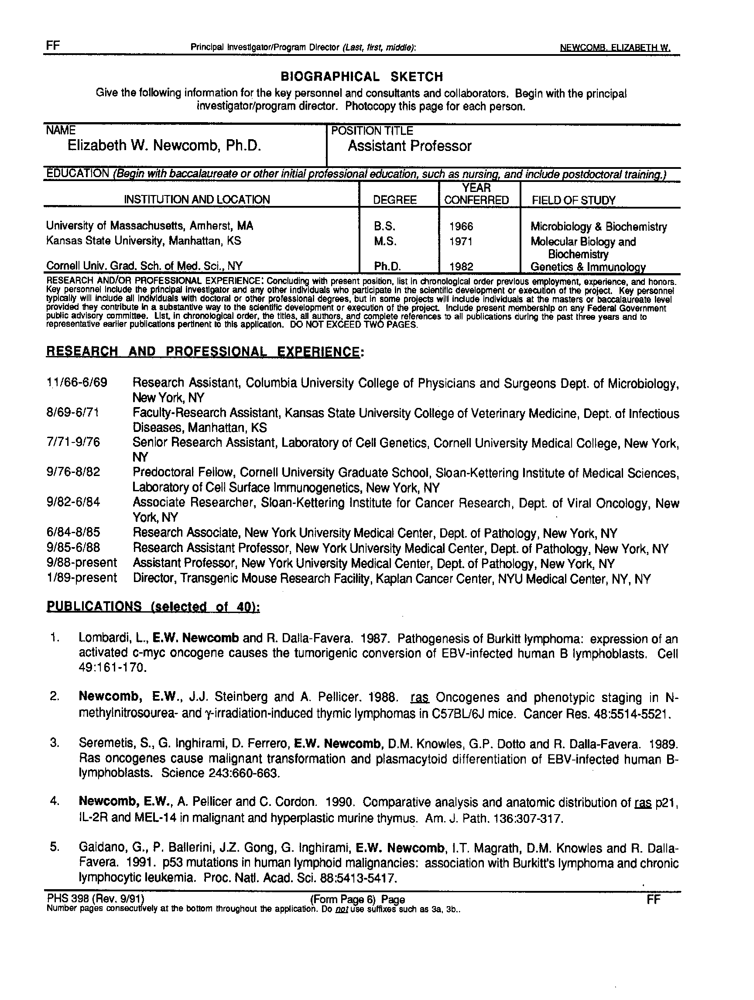 FF Principal Investigator/Program Director (Last, first, middle): NEWCOMB, ELIZABETH W.
BIOGRAPHICAL SKETCH
Give the following information for the key personnel and consultants and collaborators. Begin with the principal
investigator/program director. Photocopy this page for each person.
NAME POSITION TITLE
Elizabeth W. Newcomb, Ph.D. Assistant Professor
EDUCATION (Begin with baccalaureate or other initial professional education, such as nursing, and include postdoctoral training.)
INSTITUTION AND LOCATION DEGREE YEAR CONFERRED FIELD OF STUDY
University of Massachusetts, Amherst, MA B.S. 1966 Microbiology & Biochemistry
Kansas State University, Manhattan, KS M.S. 1971 Molecular Biology and
Biochemistry
Cornell Univ. Grad. Sch. of Med. Sci., NY Ph.D. 1982 Genetics & Immunology
RESEARCH AND/OR PROFESSIONAL EXPERIENCE: Concluding with present position, list in chronological order previous employment, experience, and honors.
Key personnel include the principal investigator and any other individuals who participate in the scientific development or execution of the project. Key personnel
typically will include all individuals with doctoral or other professional degrees, but in some projects will include individuals at the masters or baccalaureate level
provided they contribute in a substantive way to the scientific development or execution of the project. Include present membership on any Federal Government
public advisory committee. List, in chronological order, the titles, all authors, and complete references to all publications during the past three years and to
representative earlier publications pertinent to this application. DO NOT EXCEED TWO PAGES.
RESEARCH AND PROFESSIONAL EXPERIENCE:
11/66-6/69 Research Assistant, Columbia University College of Physicians and Surgeons Dept. of Microbiology,
New York, NY
8/69-6/71 Faculty-Research Assistant, Kansas State University College of Veterinary Medicine, Dept. of Infectious
Diseases, Manhattan, KS
7/71-9/76 Senior Research Assistant, Laboratory of Cell Genetics, Cornell University Medical College, New York,
NY
9/76-8/82 Predoctoral Fellow, Cornell University Graduate School, Sloan-Kettering Institute of Medical Sciences,
Laboratory of Cell Surface Immunogenetics, New York, NY
9/82-6/84 Associate Researcher, Sloan-Kettering Institute for Cancer Research, Dept. of Viral Oncology, New
York, NY
6/84-8/85 Research Associate, New York University Medical Center, Dept. of Pathology, New York, NY
9/85-6/88 Research Assistant Professor, New York University Medical Center, Dept. of Pathology, New York, NY
9/88-present Assistant Professor, New York University Medical Center, Dept. of Pathology, New York, NY
1/89-present Director, Transgenic Mouse Research Facility, Kaplan Cancer Center, NYU Medical Center, NY, NY
PUBLICATIONS (selected of 40):
1. Lombardi, L., E.W. Newcomb and R. Dalla-Favera. 1987. Pathogenesis of Burkitt lymphoma: expression of an
activated c-myc oncogene causes the tumorigenic conversion of EBV-infected human B lymphoblasts. Cell
49:161-170.
2. Newcomb, E.W., J.J. Steinberg and A. Pellicer. 1988. ras Oncogenes and phenotypic staging in N-
methylnitrosourea- and γ-irradiation-induced thymic lymphomas in C57BL/6J mice. Cancer Res. 48:5514-5521.
3. Seremetis, S., G. Inghirami, D. Ferrero, E.W. Newcomb, D.M. Knowles, G.P. Dotto and R. Dalla-Favera. 1989.
Ras oncogenes cause malignant transformation and plasmacytoid differentiation of EBV-infected human B-
lymphoblasts. Science 243:660-663.
4. Newcomb, E.W., A. Pellicer and C. Cordon. 1990. Comparative analysis and anatomic distribution of ras p21,
IL-2R and MEL-14 in malignant and hyperplastic murine thymus. Am. J. Path. 136:307-317.
5. Gaidano, G., P. Ballerini, J.Z. Gong, G. Inghirami, E.W. Newcomb, I.T. Magrath, D.M. Knowles and R. Dalla-
Favera. 1991. p53 mutations in human lymphoid malignancies: association with Burkitt's lymphoma and chronic
lymphocytic leukemia. Proc. Natl. Acad. Sci. 88:5413-5417.
PHS 398 (Rev. 9/91) (Form Page 6) Page FF
Number pages consecutively at the bottom throughout the application. Do not use suffixes such as 3a, 3b..